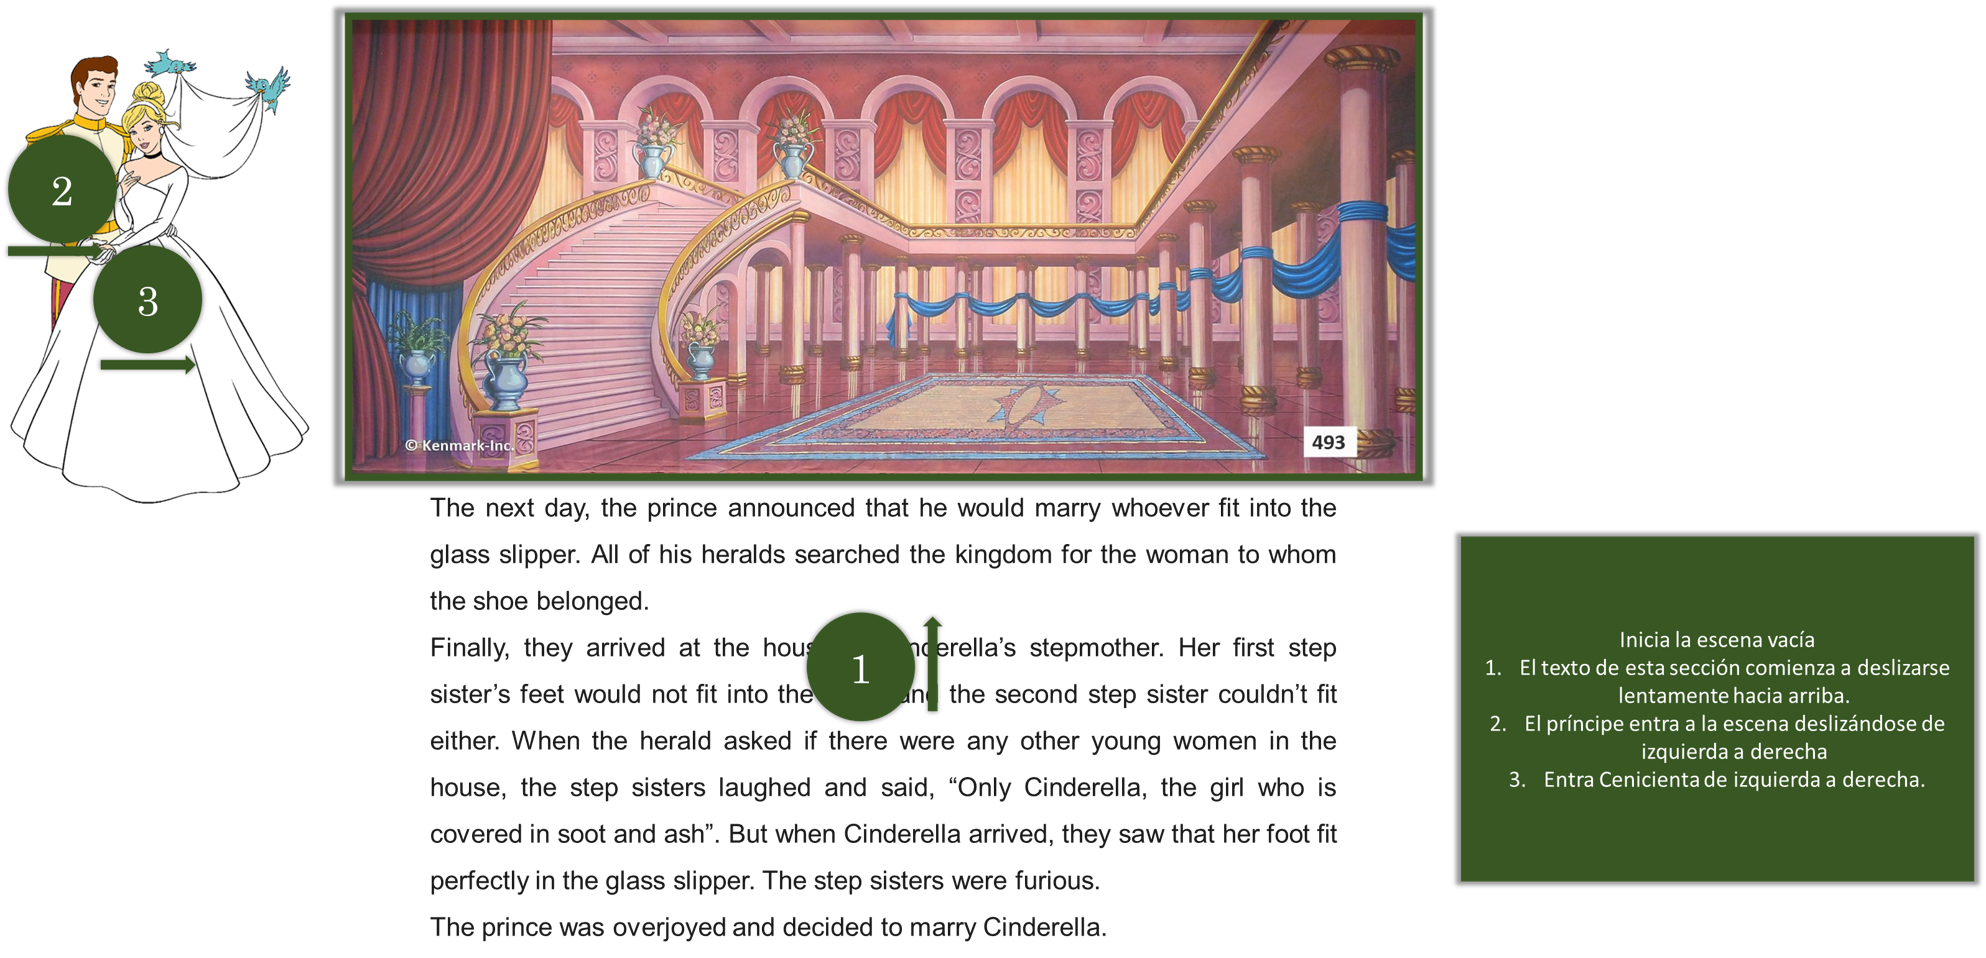 2
3
© Kenmark-Inc.
493
The next day, the prince announced that he would marry whoever fit into the
glass slipper. All of his heralds searched the kingdom for the woman to whom
the shoe belonged.
Finally, they arrived at the erella’s stepmother. Her first step
sister’s feet would not fit into the the second step sister couldn’t fit
either. When the herald asked if there were any other young women in the
house, the step sisters laughed and said, “Only Cinderella, the girl who is
covered in soot and ash”. But when Cinderella arrived, they saw that her foot fit
perfectly in the glass slipper. The step sisters were furious.
The prince was overjoyed and decided to marry Cinderella.
1
Inicia la escena vacía
1. El texto de esta sección comienza a deslizarse
lentamente hacia arriba.
2. El príncipe entra a la escena deslizándose de
izquierda a derecha
3. Entra Cenicienta de izquierda a derecha.